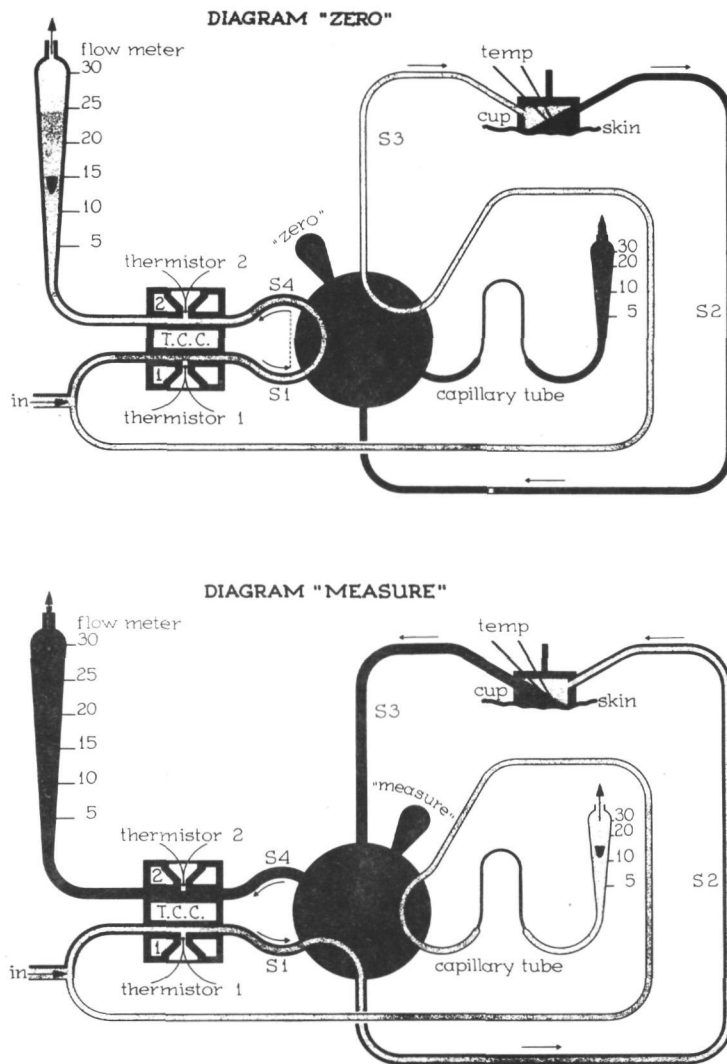 DIAGRAM "ZERO"
flow meter
30
25
20
15
10
5
temp
cup
skin
S3
"zero"
30
20
10
5
thermistor 2
S4
2
T.C.C.
1
S1
S2
capillary tube
in
thermistor 1
DIAGRAM "MEASURE"
flow meter
30
25
20
15
10
5
temp
cup
skin
S3
"measure"
30
20
10
5
thermistor 2
S4
2
T.C.C.
1
S1
S2
capillary tube
in
thermistor 1